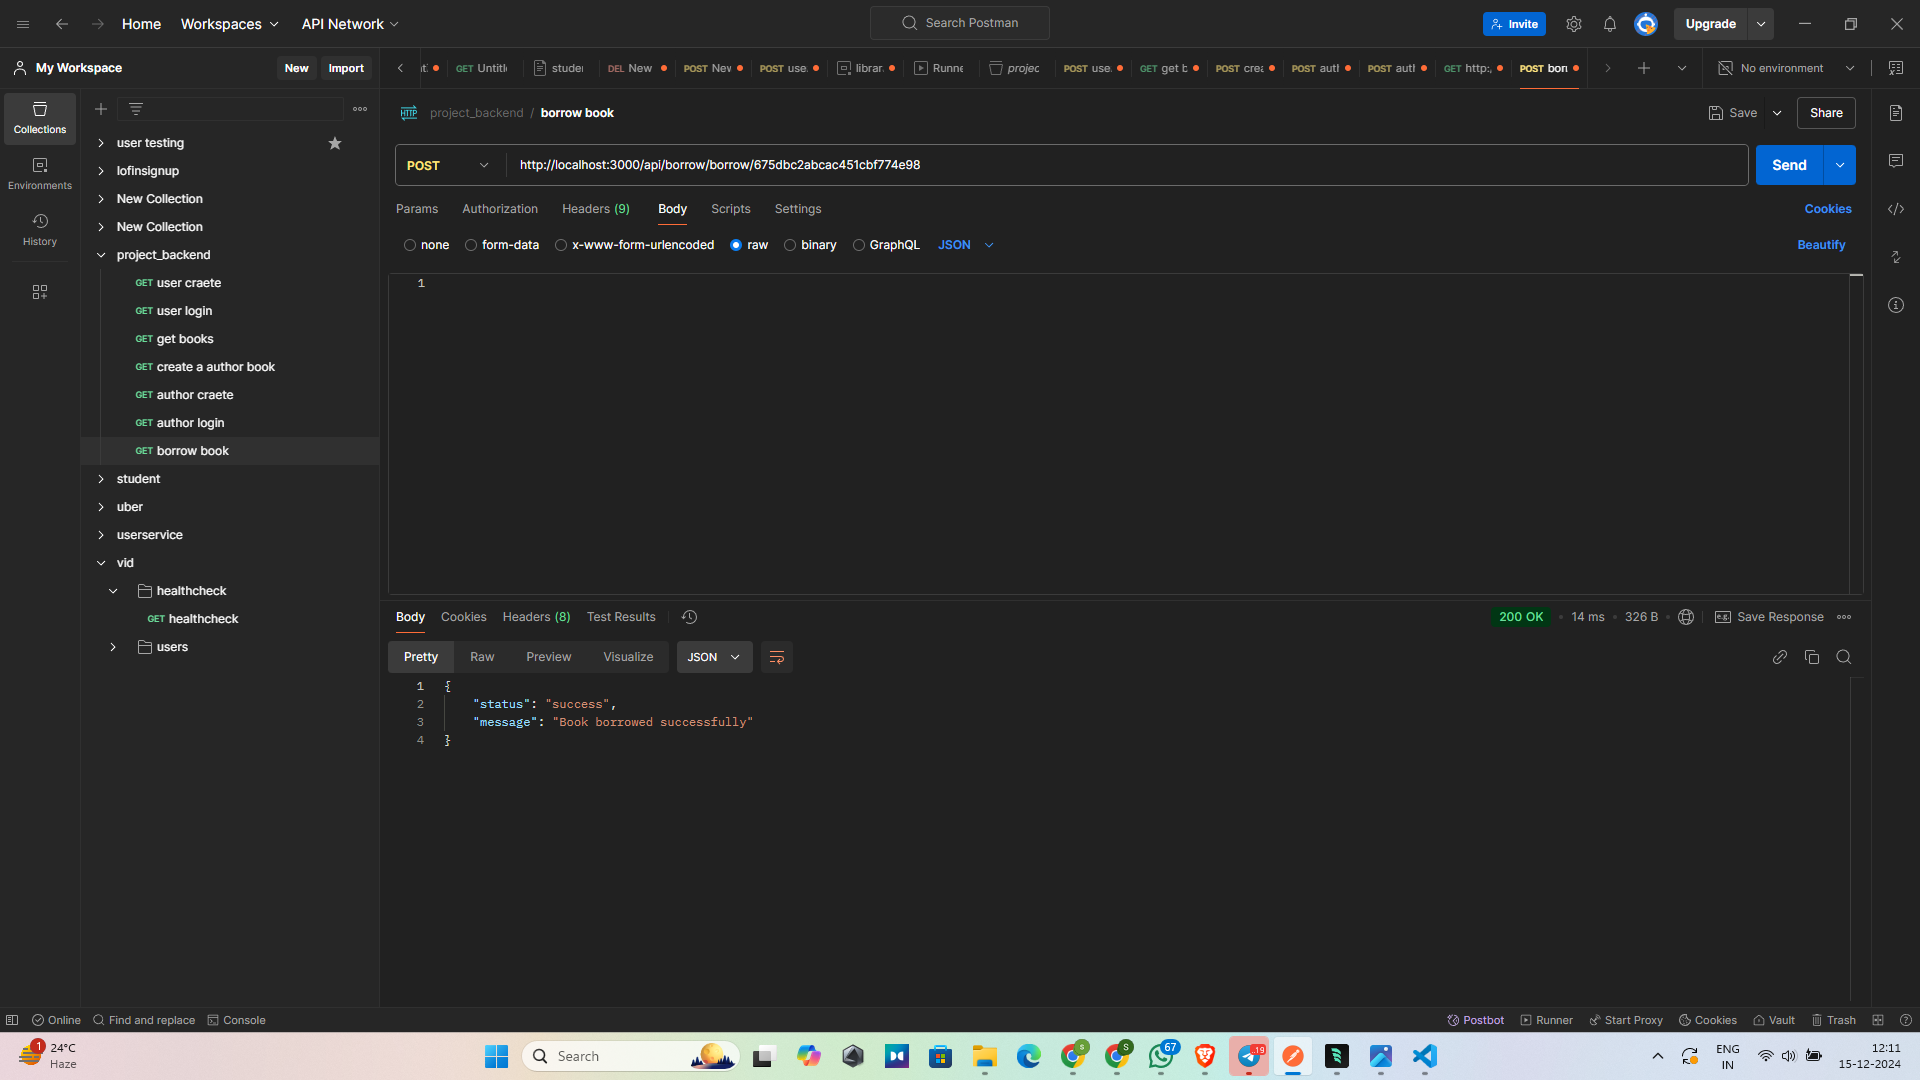 Home Workspaces API Network Search Postman Invite Upgrade
My Workspace New Import GET Untitl studer DEL New POST Nev POST use. librar. Runne projec POST use. GET get b POST crea POST auth POST auth GET http:, POST borr No environment
project_backend / borrow book Save Share
POST http://localhost:3000/api/borrow/borrow/675dbc2abcac451cbf774e98 Send
Params Authorization Headers (9) Body Scripts Settings Cookies
none form-data x-www-form-urlencoded raw binary GraphQL JSON Beautify
1
Collections
Environments
History
user testing
lofinsignup
New Collection
New Collection
project_backend
GET user craete
GET user login
GET get books
GET create a author book
GET author craete
GET author login
GET borrow book
student
uber
userservice
vid
healthcheck
GET healthcheck
users
Body Cookies Headers (8) Test Results 200 OK 14 ms 326 B e.g. Save Response
Pretty Raw Preview Visualize JSON
1 {
2 "status": "success",
3 "message": "Book borrowed successfully"
4 }
Online Find and replace Console Postbot Runner Start Proxy Cookies Vault Trash
1 24°C
Haze
Search
S
S
67
.19
ENG
IN
12:11
15-12-2024